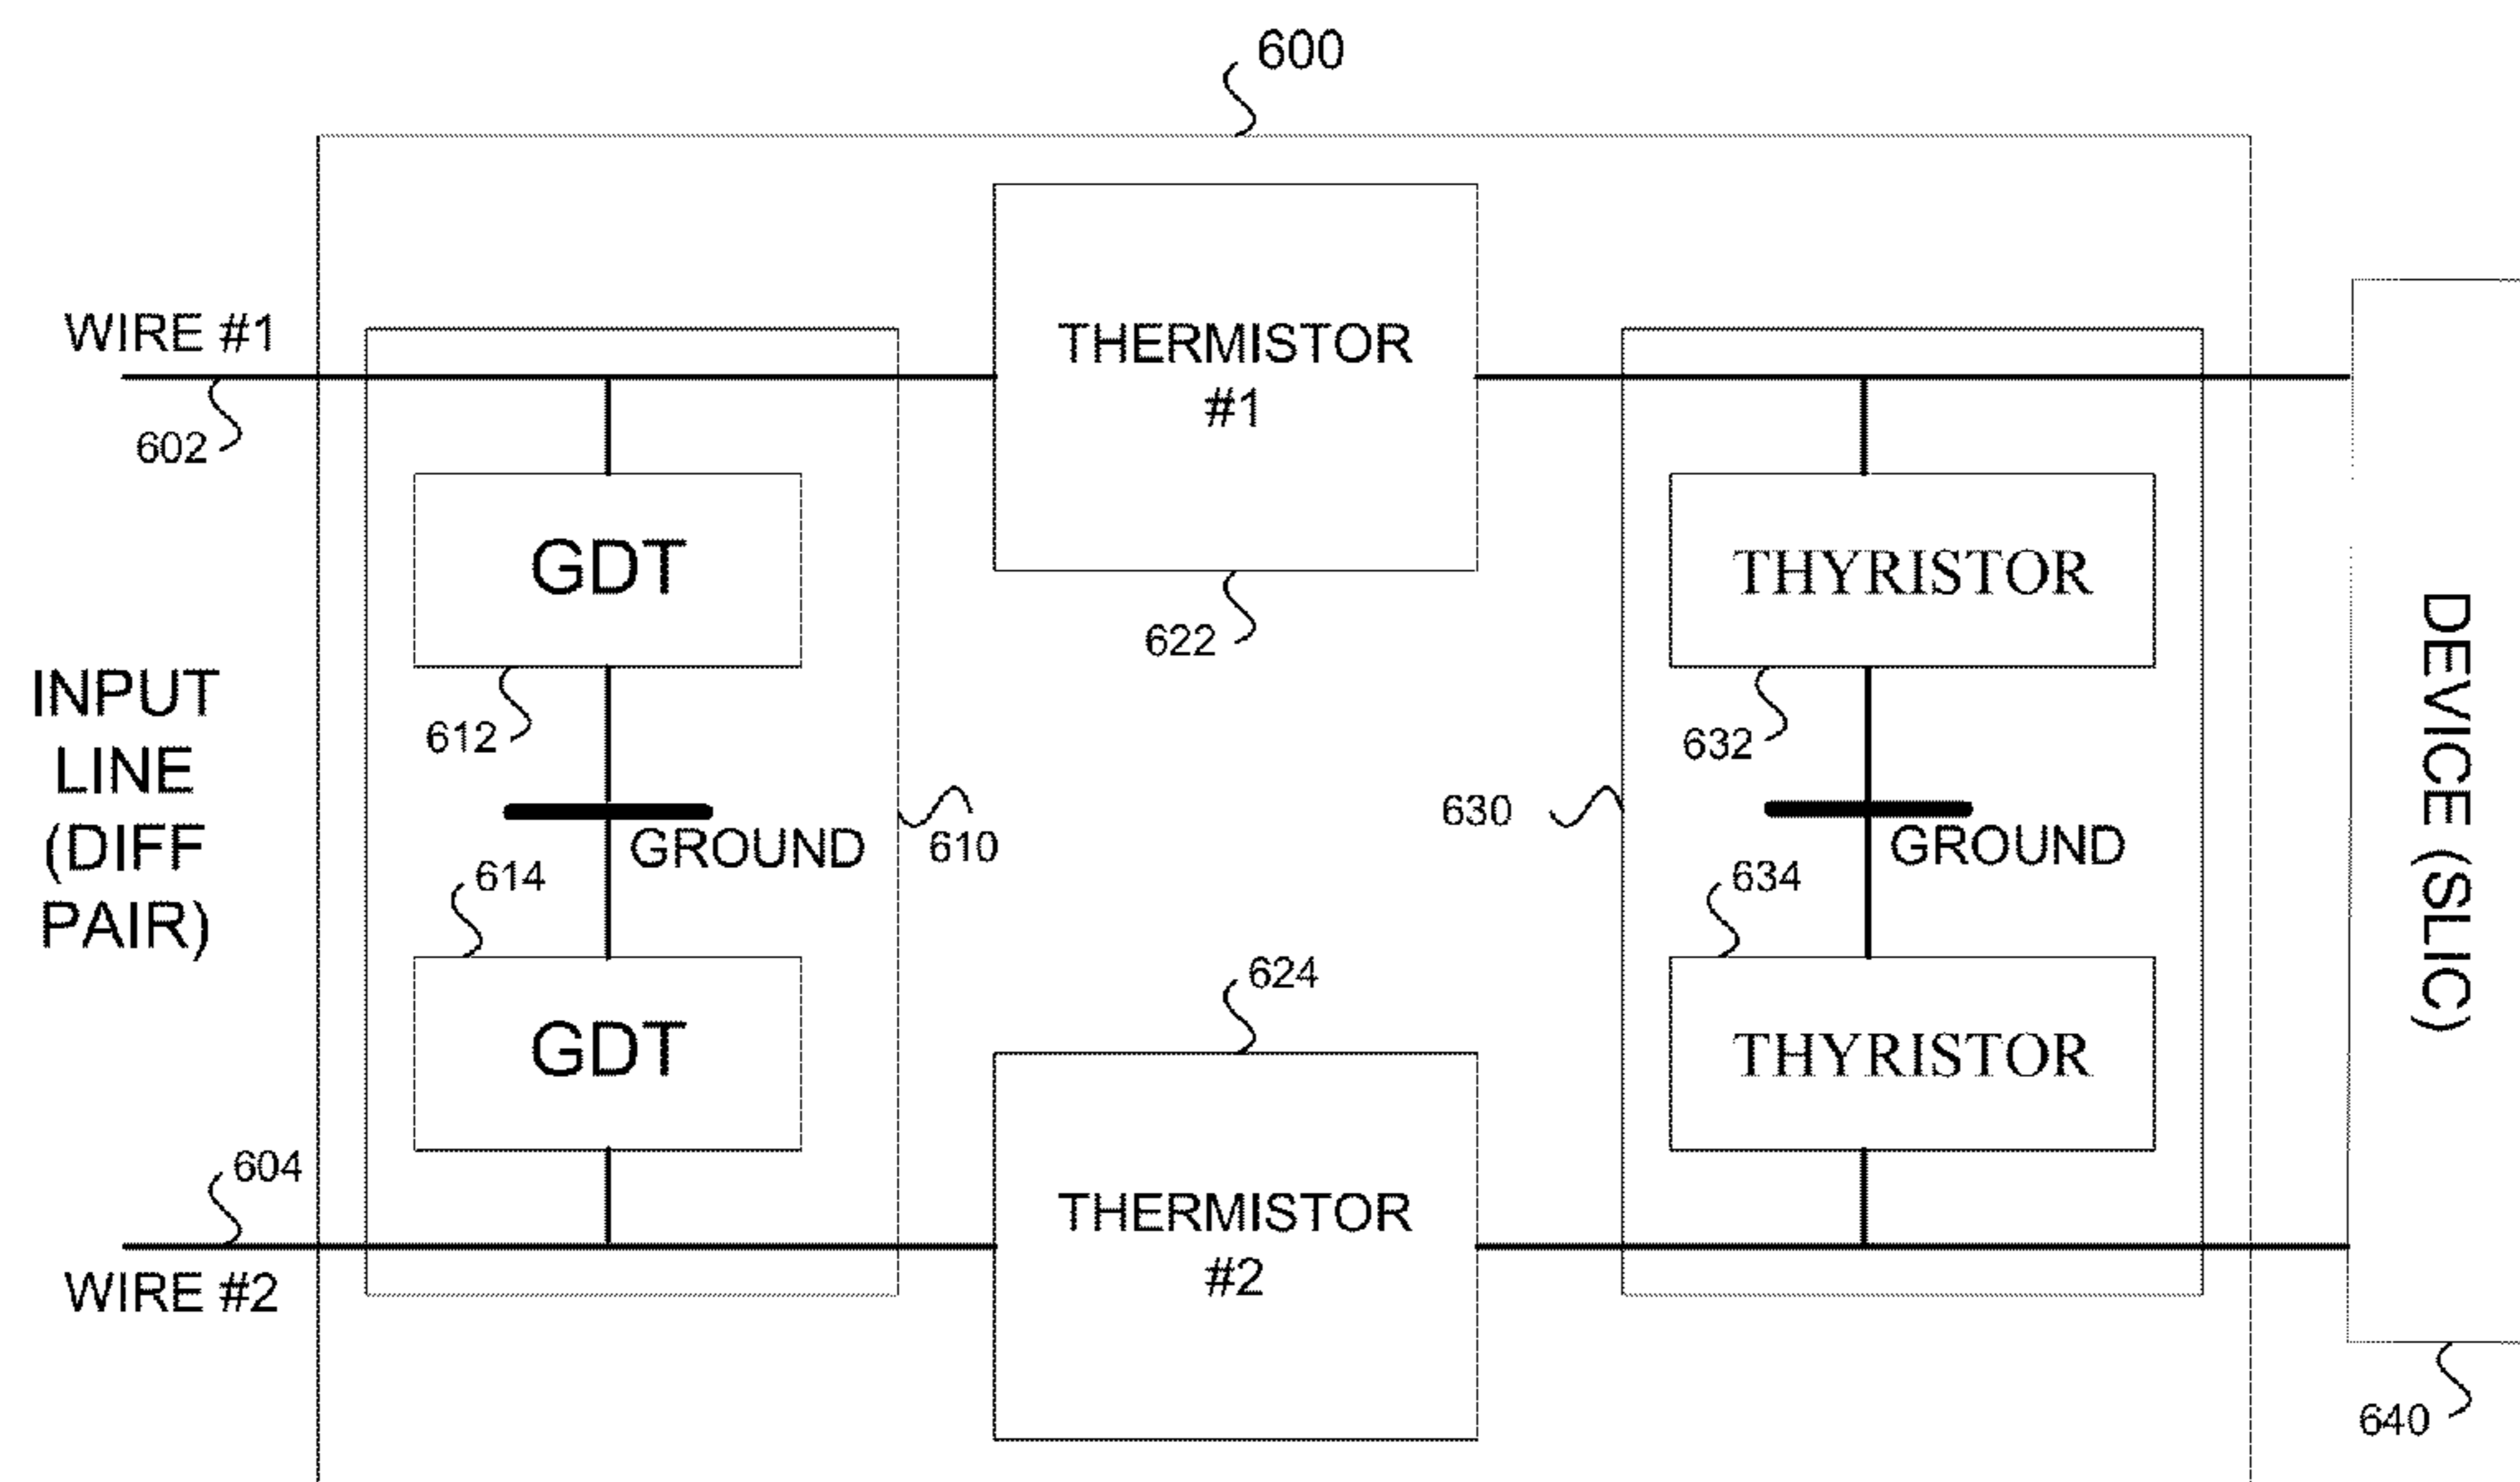 600
WIRE #1
602
THERMISTOR
#1
622
GDT
612
GROUND
610
614
GDT
THYRISTOR
632
630
GROUND
634
THYRISTOR
INPUT
LINE
(DIFF
PAIR)
DEVICE (SLIC)
624
THERMISTOR
#2
604
WIRE #2
640